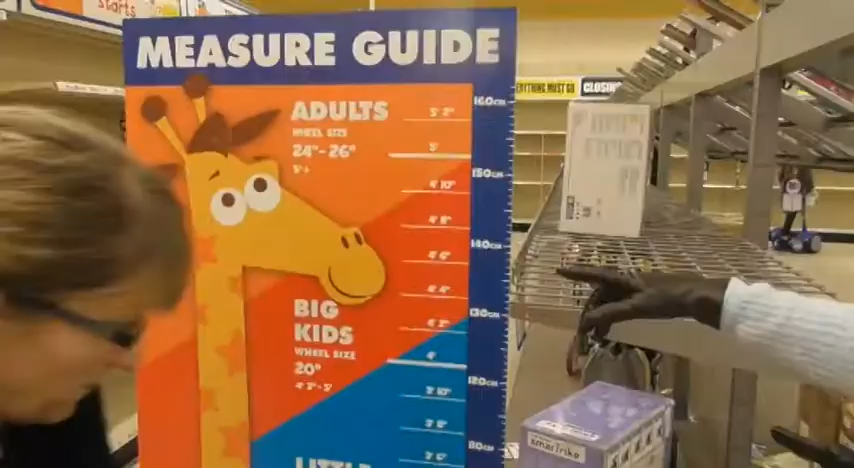 starts
MEASURE GUIDE
ADULTS
WHEEL SIZE
24"-26"
5'+
BIG
KIDS
WHEEL SIZE
20"
4'2"-5'
LITTLE
5' 2"
5'
4' 10"
4' 8"
4' 6"
4' 4"
4' 2"
4'
3' 10"
3' 8"
3' 6"
160CM
150CM
140CM
130CM
120CM
EVERYTHING MUST GO
CLOSING
smarTrike